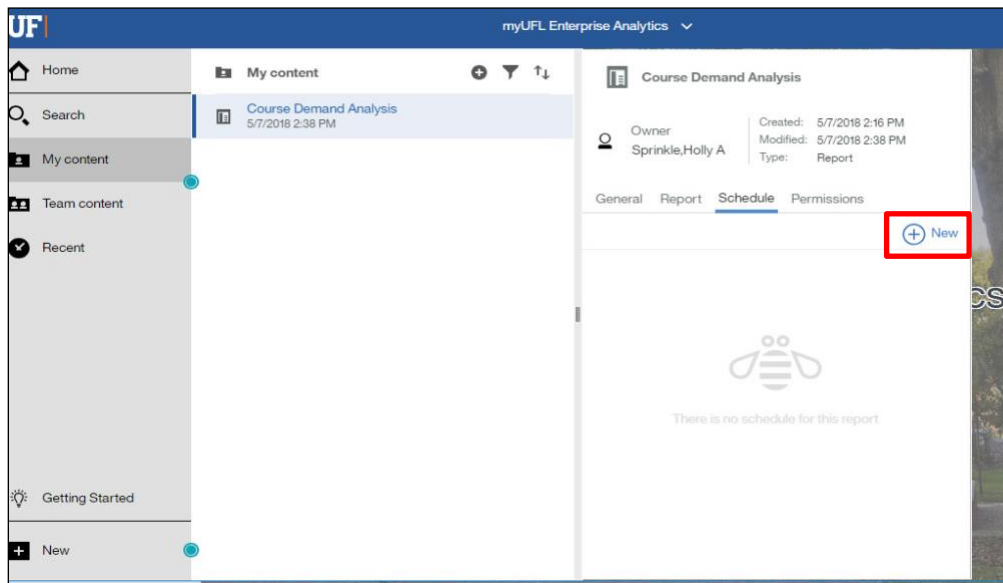 UF
myUFL Enterprise Analytics
Home
Search
My content
Team content
Recent
Getting Started
New
My content
Course Demand Analysis
5/7/2018 2:38 PM
Course Demand Analysis
Owner
Sprinkle,Holly A
Created: 5/7/2018 2:16 PM
Modified: 5/7/2018 2:38 PM
Type: Report
General Report Schedule Permissions
New
There is no schedule for this report
CS